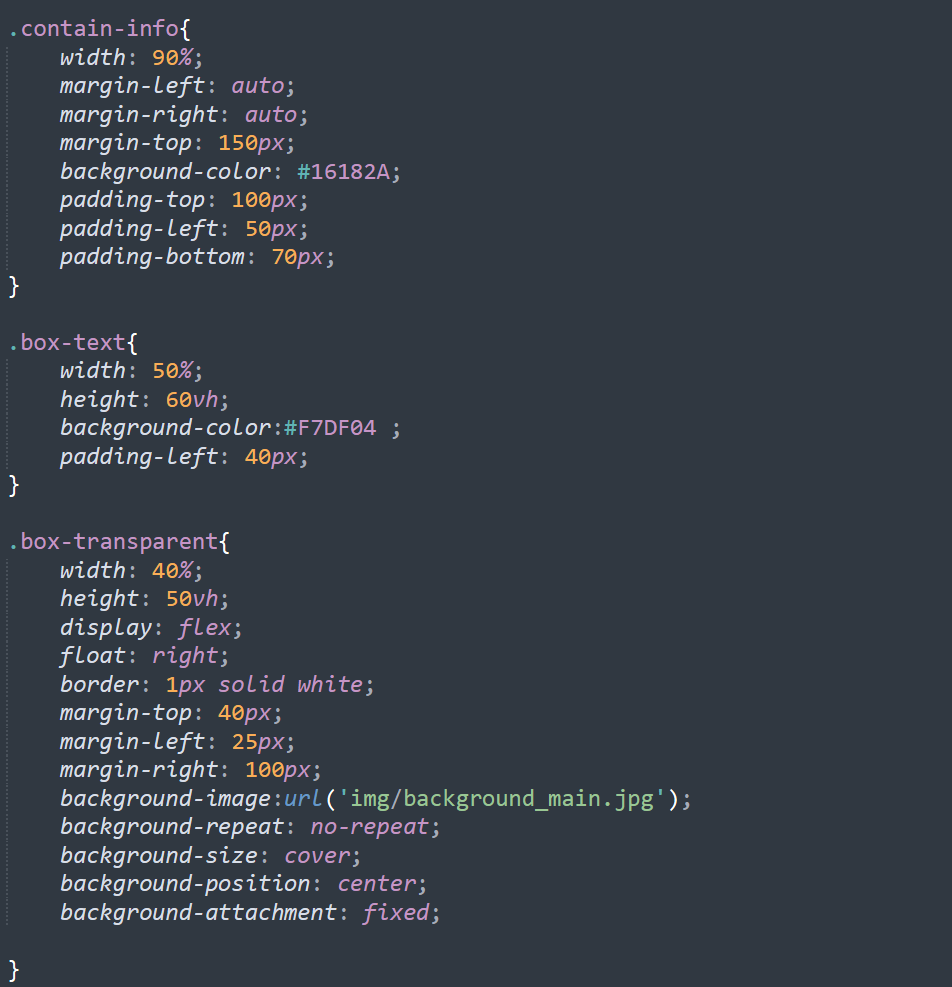 .contain-info{
    width: 90%;
    margin-left: auto;
    margin-right: auto;
    margin-top: 150px;
    background-color: #16182A;
    padding-top: 100px;
    padding-left: 50px;
    padding-bottom: 70px;
}

.box-text{
    width: 50%;
    height: 60vh;
    background-color:#F7DF04 ;
    padding-left: 40px;
}

.box-transparent{
    width: 40%;
    height: 50vh;
    display: flex;
    float: right;
    border: 1px solid white;
    margin-top: 40px;
    margin-left: 25px;
    margin-right: 100px;
    background-image:url('img/background_main.jpg');
    background-repeat: no-repeat;
    background-size: cover;
    background-position: center;
    background-attachment: fixed;

}